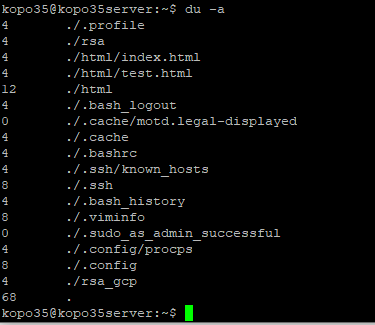 kopo35@kopo35server:~$ du -a
4 ./.profile
4 ./rsa
4 ./html/index.html
4 ./html/test.html
12 ./html
4 ./.bash_logout
0 ./.cache/motd.legal-displayed
4 ./.cache
4 ./.bashrc
4 ./.ssh/known_hosts
8 ./.ssh
4 ./.bash_history
8 ./.viminfo
0 ./.sudo_as_admin_successful
4 ./.config/procps
8 ./.config
4 ./rsa_gcp
68 .
kopo35@kopo35server:~$